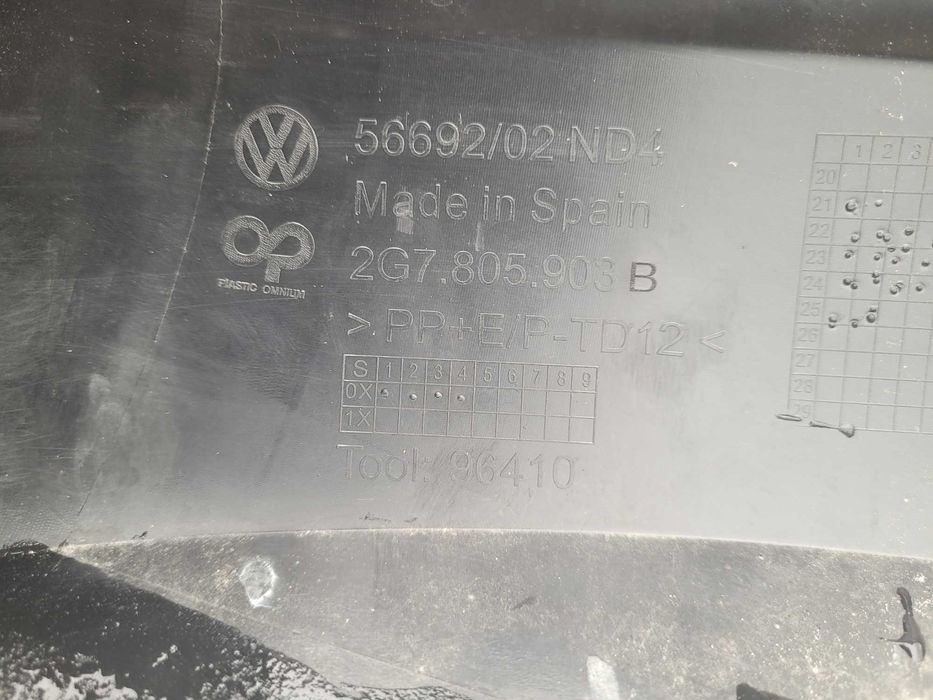 56692/02 ND4
Made in Spain
PLASTIC OMNIUM
2G7.805.903 B
> PP+E/P-TD12 <
S 1 2 3 4 5 6 7 8 9
0X
1X
Tool: 96410
1 2 3
20
21
22
23
24
25
26
27
28
29